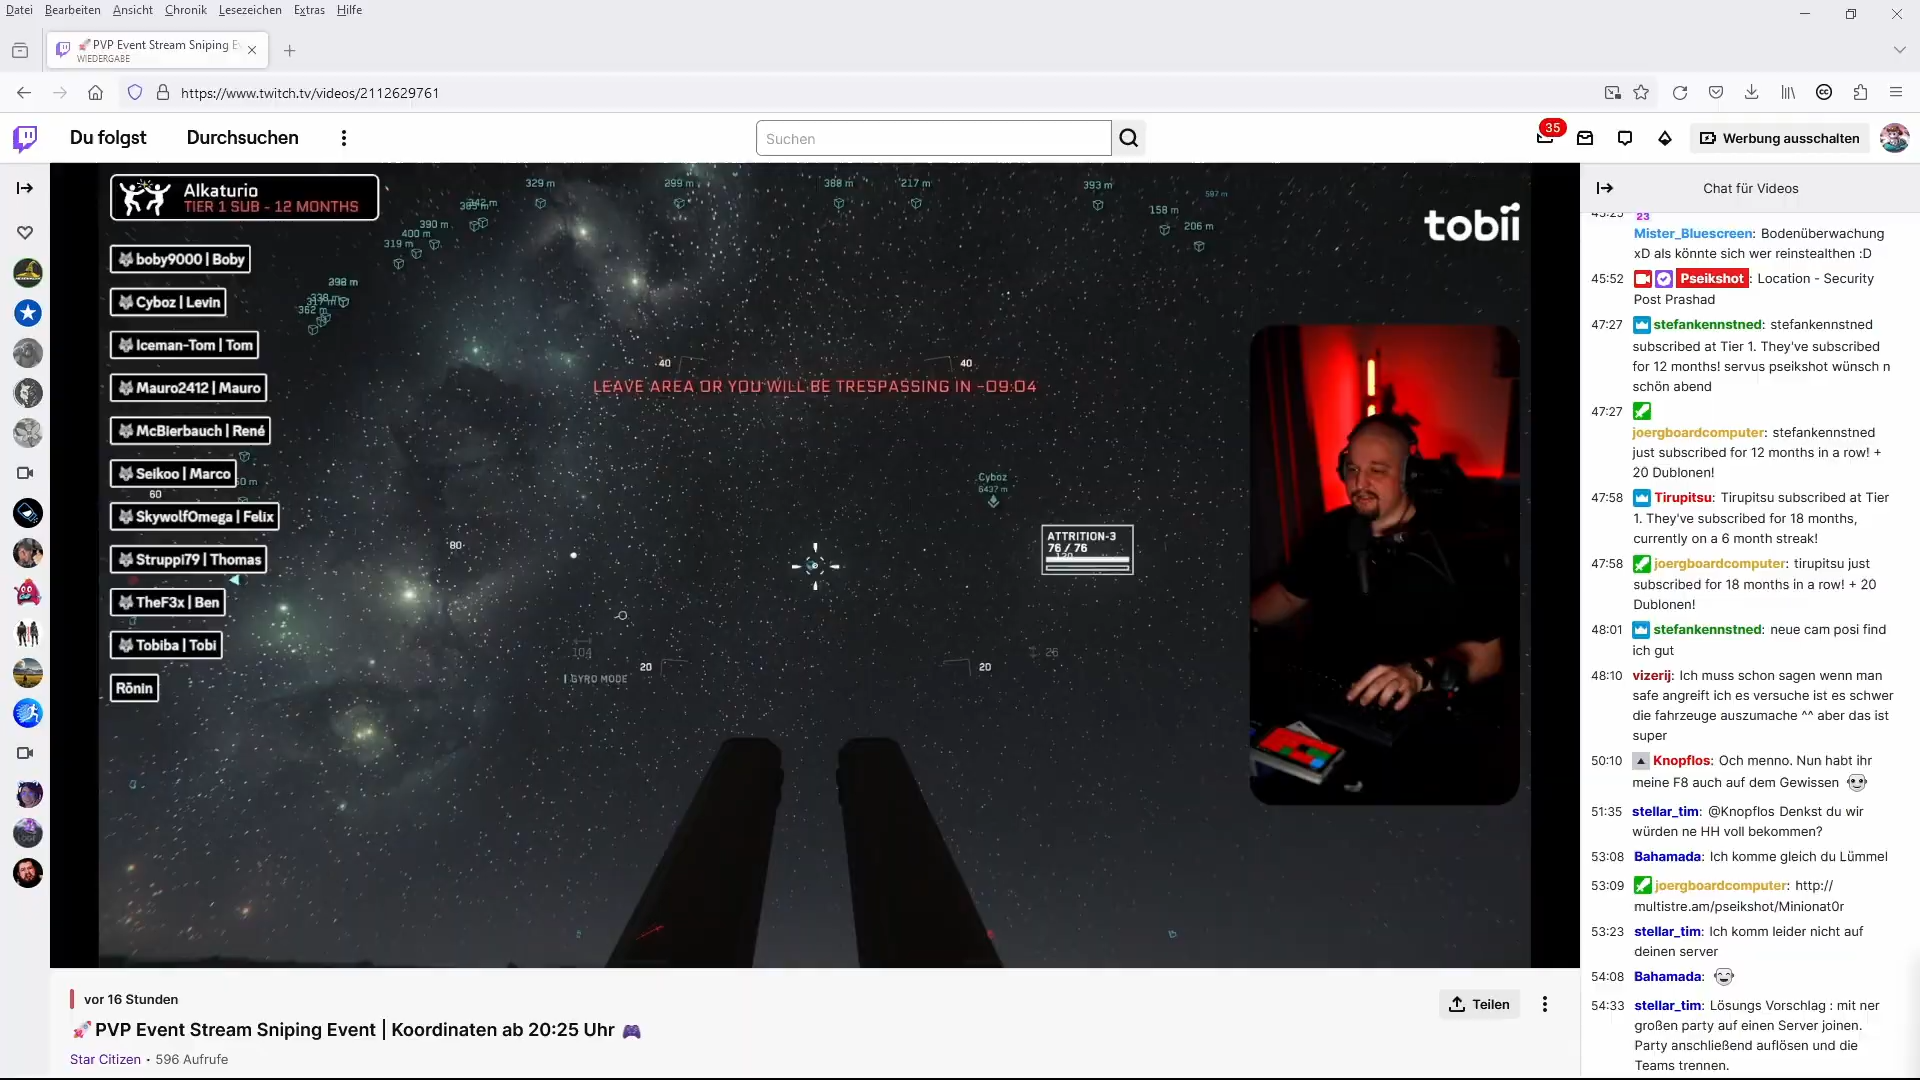 Datei Bearbeiten Ansicht Chronik Lesezeichen Extras Hilfe
PVP Event Stream Sniping E
WIEDERGABE
https://www.twitch.tv/videos/2112629761
Du folgst Durchsuchen
Suchen
35
Werbung ausschalten
Alkaturio
TIER 1 SUB - 12 MONTHS
boby9000 | Boby
Cyboz | Levin
Iceman-Tom | Tom
Mauro2412 | Mauro
McBierbauch | René
Seikoo | Marco
SkywolfOmega | Felix
Struppi79 | Thomas
TheF3x | Ben
Tobiba | Tobi
Rōnin
329 m
299 m
368 m
217 m
393 m
597 m
158 m
206 m
390 m
400 m
319 m
398 m
362 m
tobii
40 40
LEAVE AREA OR YOU WILL BE TRESPASSING IN -09:04
Cyboz
6437 m
60
80
ATTRITION-3
76 / 76
104
26
20 20
GYRO MODE
vor 16 Stunden
PVP Event Stream Sniping Event | Koordinaten ab 20:25 Uhr
Star Citizen • 596 Aufrufe
Teilen
Chat für Videos
23
Mister_Bluescreen: Bodenüberwachung
xD als könnte sich wer reinstealthen :D
45:52 Pseikshot: Location - Security
Post Prashad
47:27 stefankennstned: stefankennstned
subscribed at Tier 1. They've subscribed
for 12 months! servus pseikshot wünsch n
schön abend
47:27
joergboardcomputer: stefankennstned
just subscribed for 12 months in a row! +
20 Dublonen!
47:58 Tirupitsu: Tirupitsu subscribed at Tier
1. They've subscribed for 18 months,
currently on a 6 month streak!
47:58 joergboardcomputer: tirupitsu just
subscribed for 18 months in a row! + 20
Dublonen!
48:01 stefankennstned: neue cam posi find
ich gut
48:10 vizerij: Ich muss schon sagen wenn man
safe angreift ich es versuche ist es schwer
die fahrzeuge auszumache ^^ aber das ist
super
50:10 Knopflos: Och menno. Nun habt ihr
meine F8 auch auf dem Gewissen
51:35 stellar_tim: @Knopflos Denkst du wir
würden ne HH voll bekommen?
53:08 Bahamada: Ich komme gleich du Lümmel
53:09 joergboardcomputer: http://
multistre.am/pseikshot/Minionat0r
53:23 stellar_tim: Ich komm leider nicht auf
deinen server
54:08 Bahamada:
54:33 stellar_tim: Lösungs Vorschlag : mit ner
großen party auf einen Server joinen.
Party anschließend auflösen und die
Teams trennen.